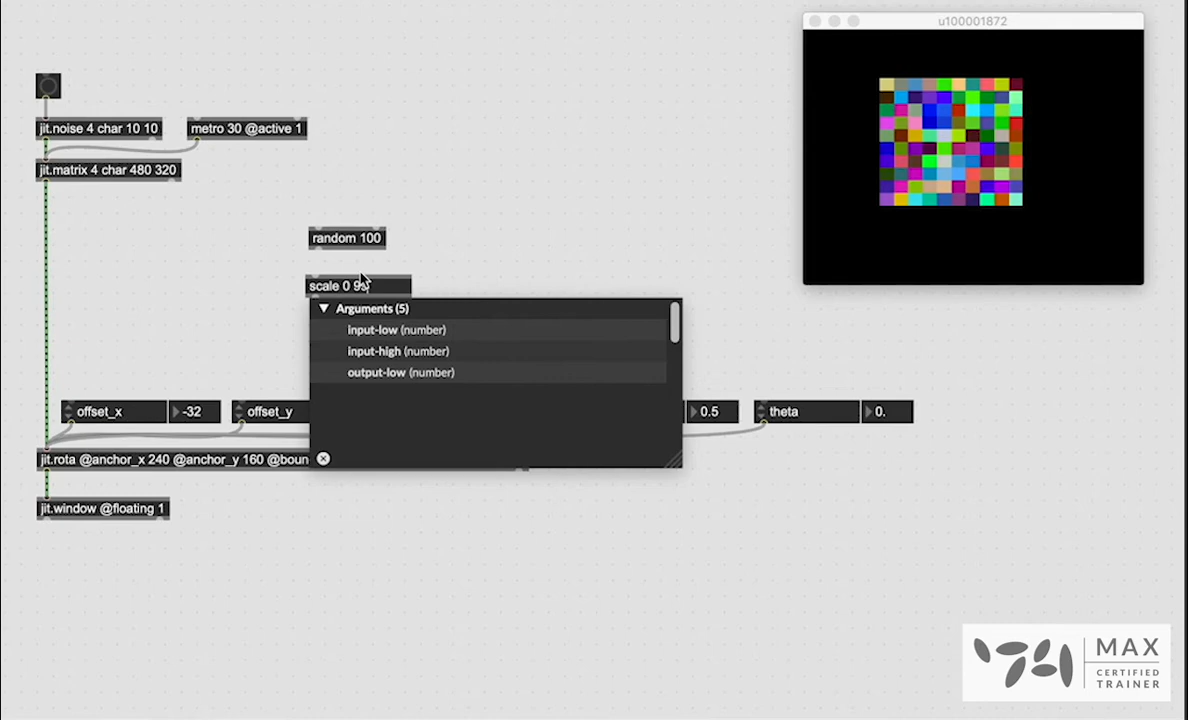 u100001872
jit.noise 4 char 10 10
metro 30 @active 1
jit.matrix 4 char 480 320
random 100
scale 0 99
Arguments (5)
input-low (number)
input-high (number)
output-low (number)
offset_x
-32
offset_y
0.5
theta
0.
jit.rota @anchor_x 240 @anchor_y 160 @boun
jit.window @floating 1
MAX
CERTIFIED
TRAINER